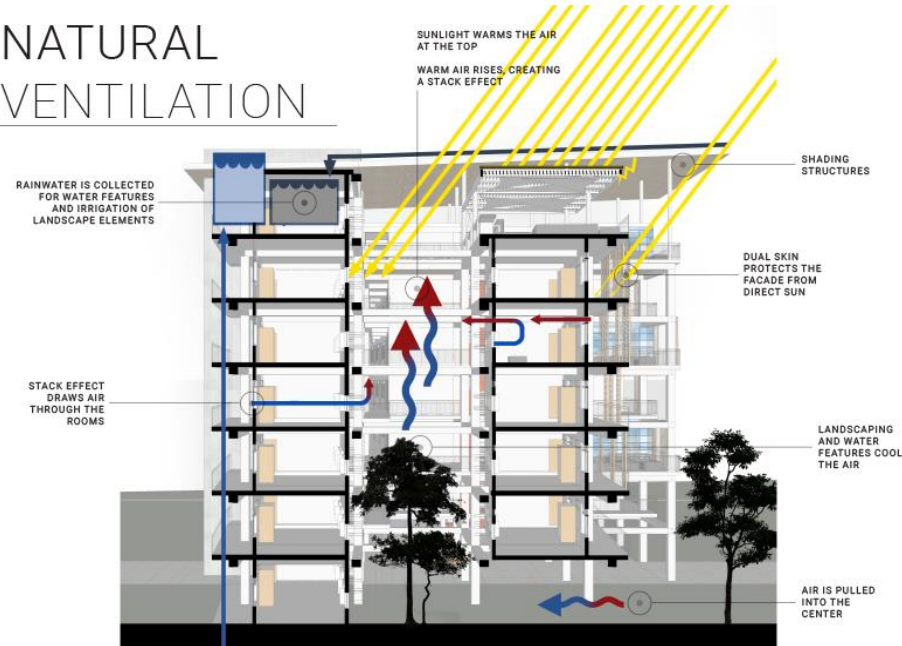 NATURAL
VENTILATION
SUNLIGHT WARMS THE AIR
AT THE TOP
WARM AIR RISES, CREATING
A STACK EFFECT
SHADING
STRUCTURES
RAINWATER IS COLLECTED
FOR WATER FEATURES
AND IRRIGATION OF
LANDSCAPE ELEMENTS
DUAL SKIN
PROTECTS THE
FACADE FROM
DIRECT SUN
STACK EFFECT
DRAWS AIR
THROUGH THE
ROOMS
LANDSCAPING
AND WATER
FEATURES COOL
THE AIR
AIR IS PULLED
INTO THE
CENTER